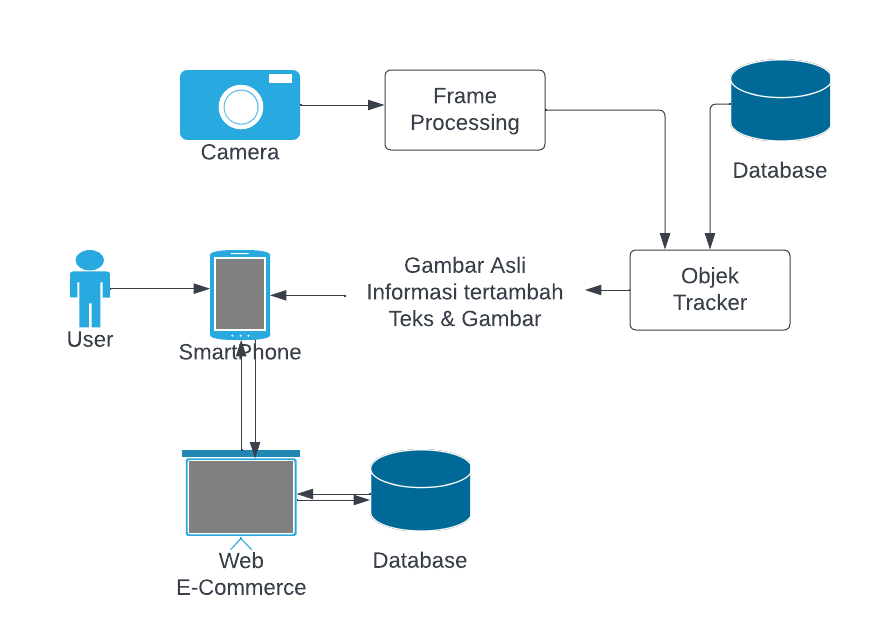 Frame
Processing
Camera
Database
Gambar Asli
Informasi tertambah
Teks & Gambar
Objek
Tracker
User
SmartPhone
Web
E-Commerce
Database